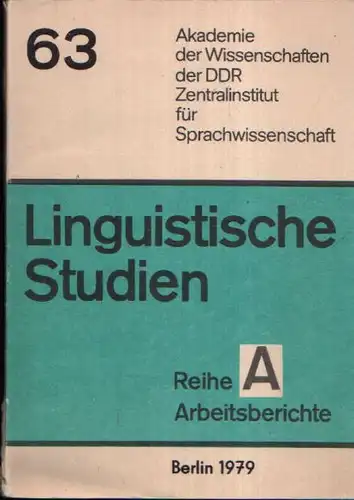 63
Akademie
der Wissenschaften
der DDR
Zentralinstitut
für
Sprachwissenschaft
Linguistische
Studien
Reihe A
Arbeitsberichte
Berlin 1979